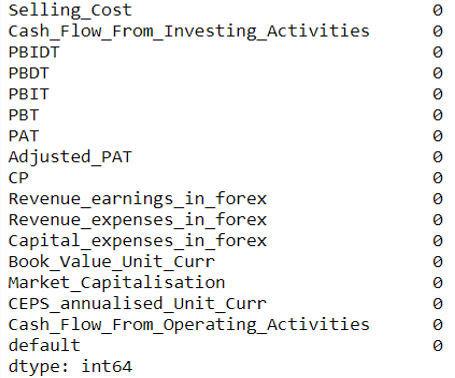 Selling_Cost 0
Cash_Flow_From_Investing_Activities 0
PBIDT 0
PBDT 0
PBIT 0
PBT 0
PAT 0
Adjusted_PAT 0
CP 0
Revenue_earnings_in_forex 0
Revenue_expenses_in_forex 0
Capital_expenses_in_forex 0
Book_Value_Unit_Curr 0
Market_Capitalisation 0
CEPS_annualised_Unit_Curr 0
Cash_Flow_From_Operating_Activities 0
default 0
dtype: int64